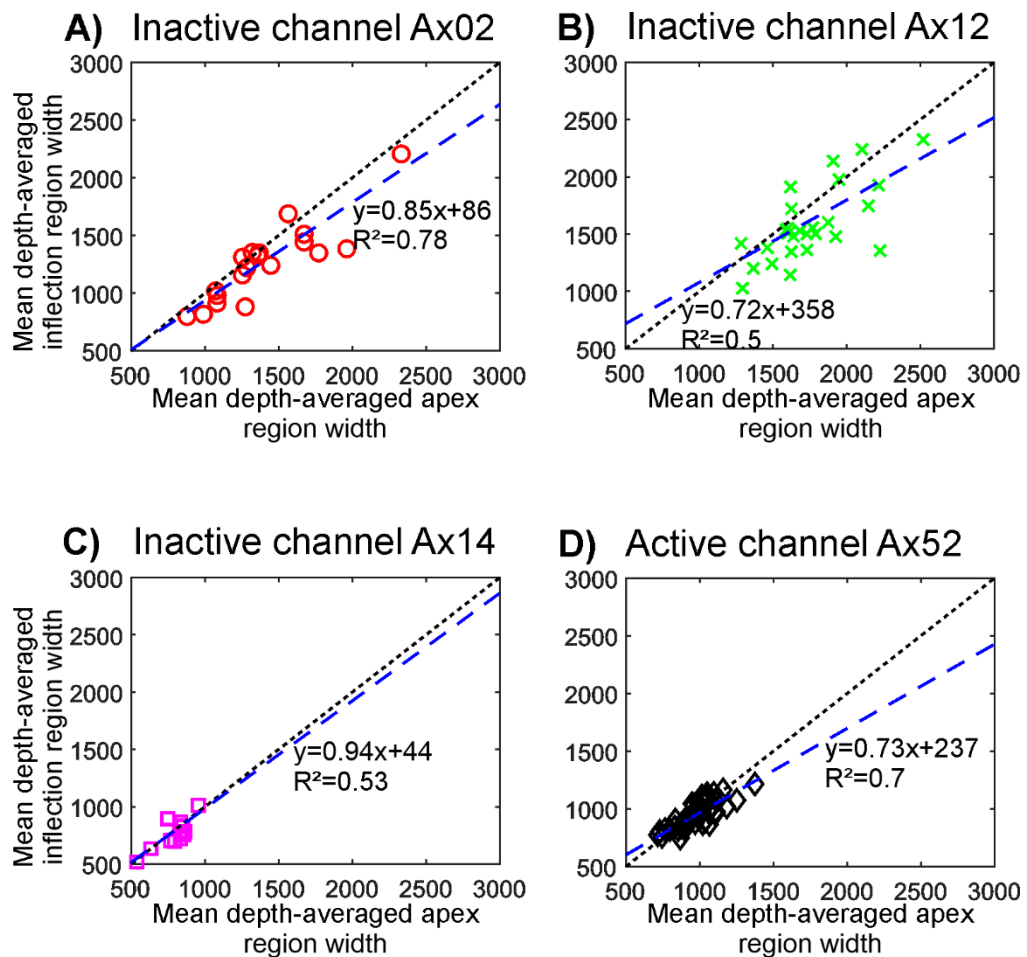 A) Inactive channel Ax02
3000
2500
2000
1500
1000
500
500 1000 1500 2000 2500 3000
Mean depth-averaged
inflection region width
y=0.85x+86
R²=0.78
Mean depth-averaged apex
region width
B) Inactive channel Ax12
3000
2500
2000
1500
1000
500
500 1000 1500 2000 2500 3000
y=0.72x+358
R²=0.5
Mean depth-averaged apex
region width
C) Inactive channel Ax14
3000
2500
2000
1500
1000
500
500 1000 1500 2000 2500 3000
Mean depth-averaged
inflection region width
y=0.94x+44
R²=0.53
Mean depth-averaged apex
region width
D) Active channel Ax52
3000
2500
2000
1500
1000
500
500 1000 1500 2000 2500 3000
y=0.73x+237
R²=0.7
Mean depth-averaged apex
region width